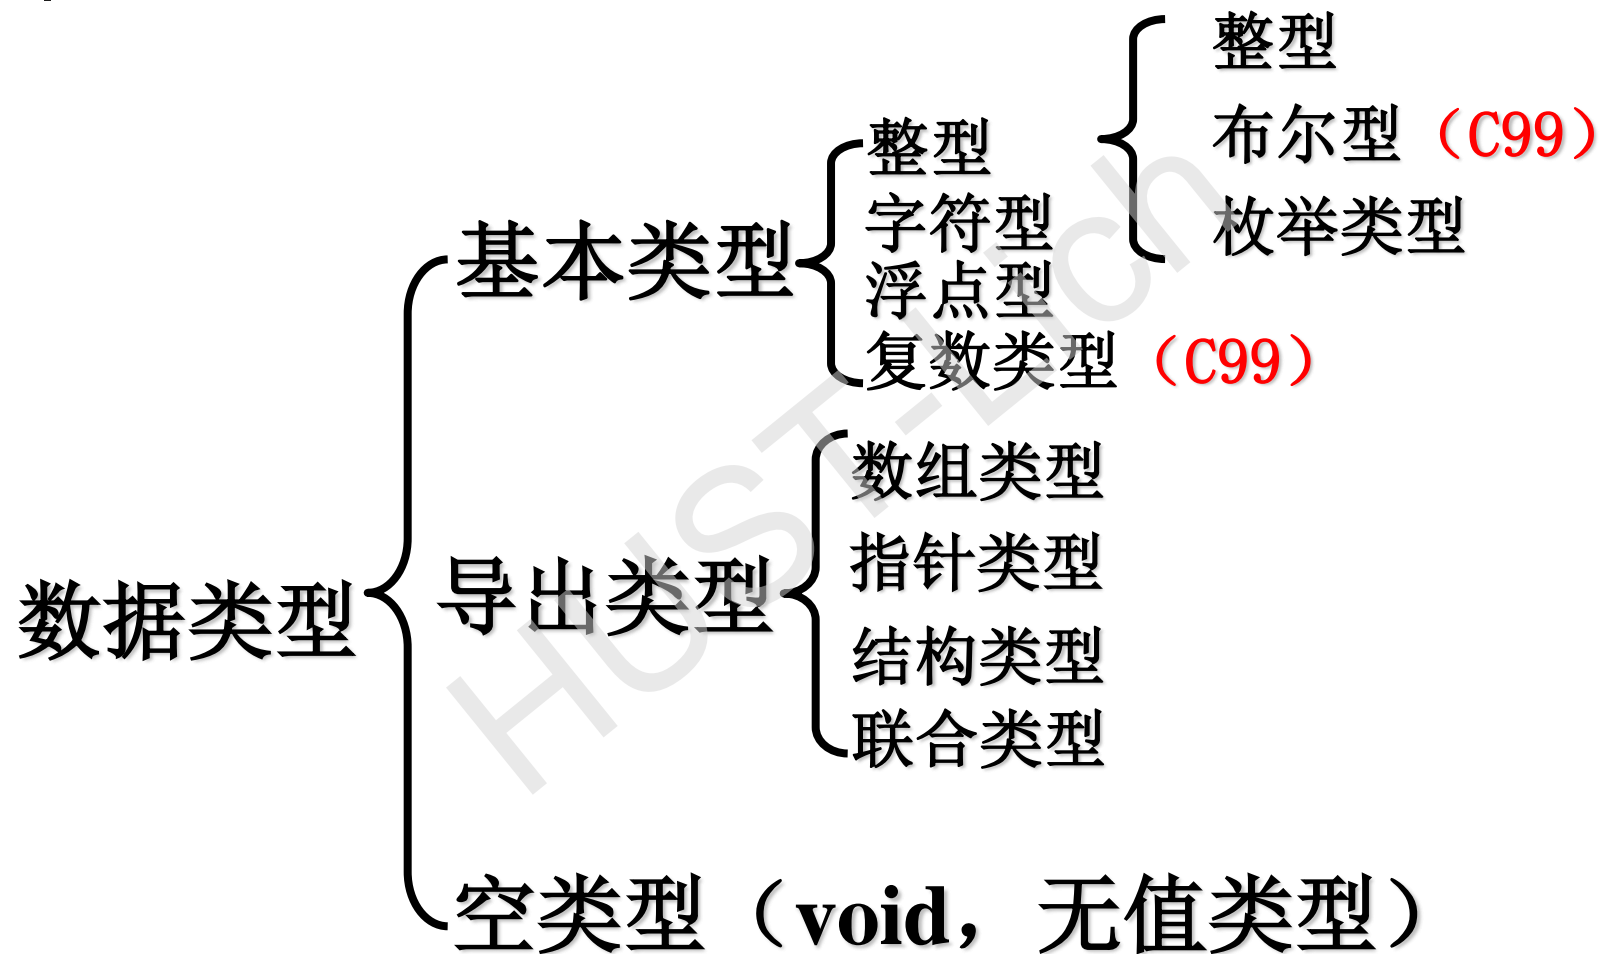 整型
布尔型（C99）
枚举类型
整型
字符型
浮点型
复数类型（C99）
基本类型
数组类型
指针类型
结构类型
联合类型
导出类型
数据类型
空类型（void，无值类型）
HUST-Lich